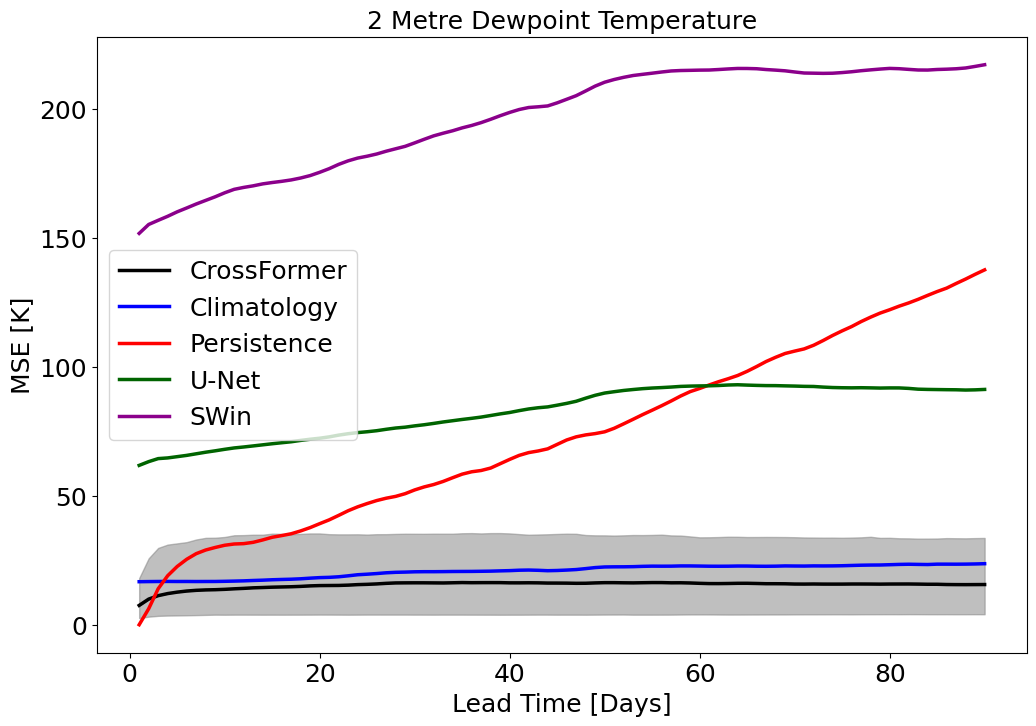 2 Metre Dewpoint Temperature
MSE [K]
200
150
100
50
0
CrossFormer
Climatology
Persistence
U-Net
SWin
0 20 40 60 80
Lead Time [Days]